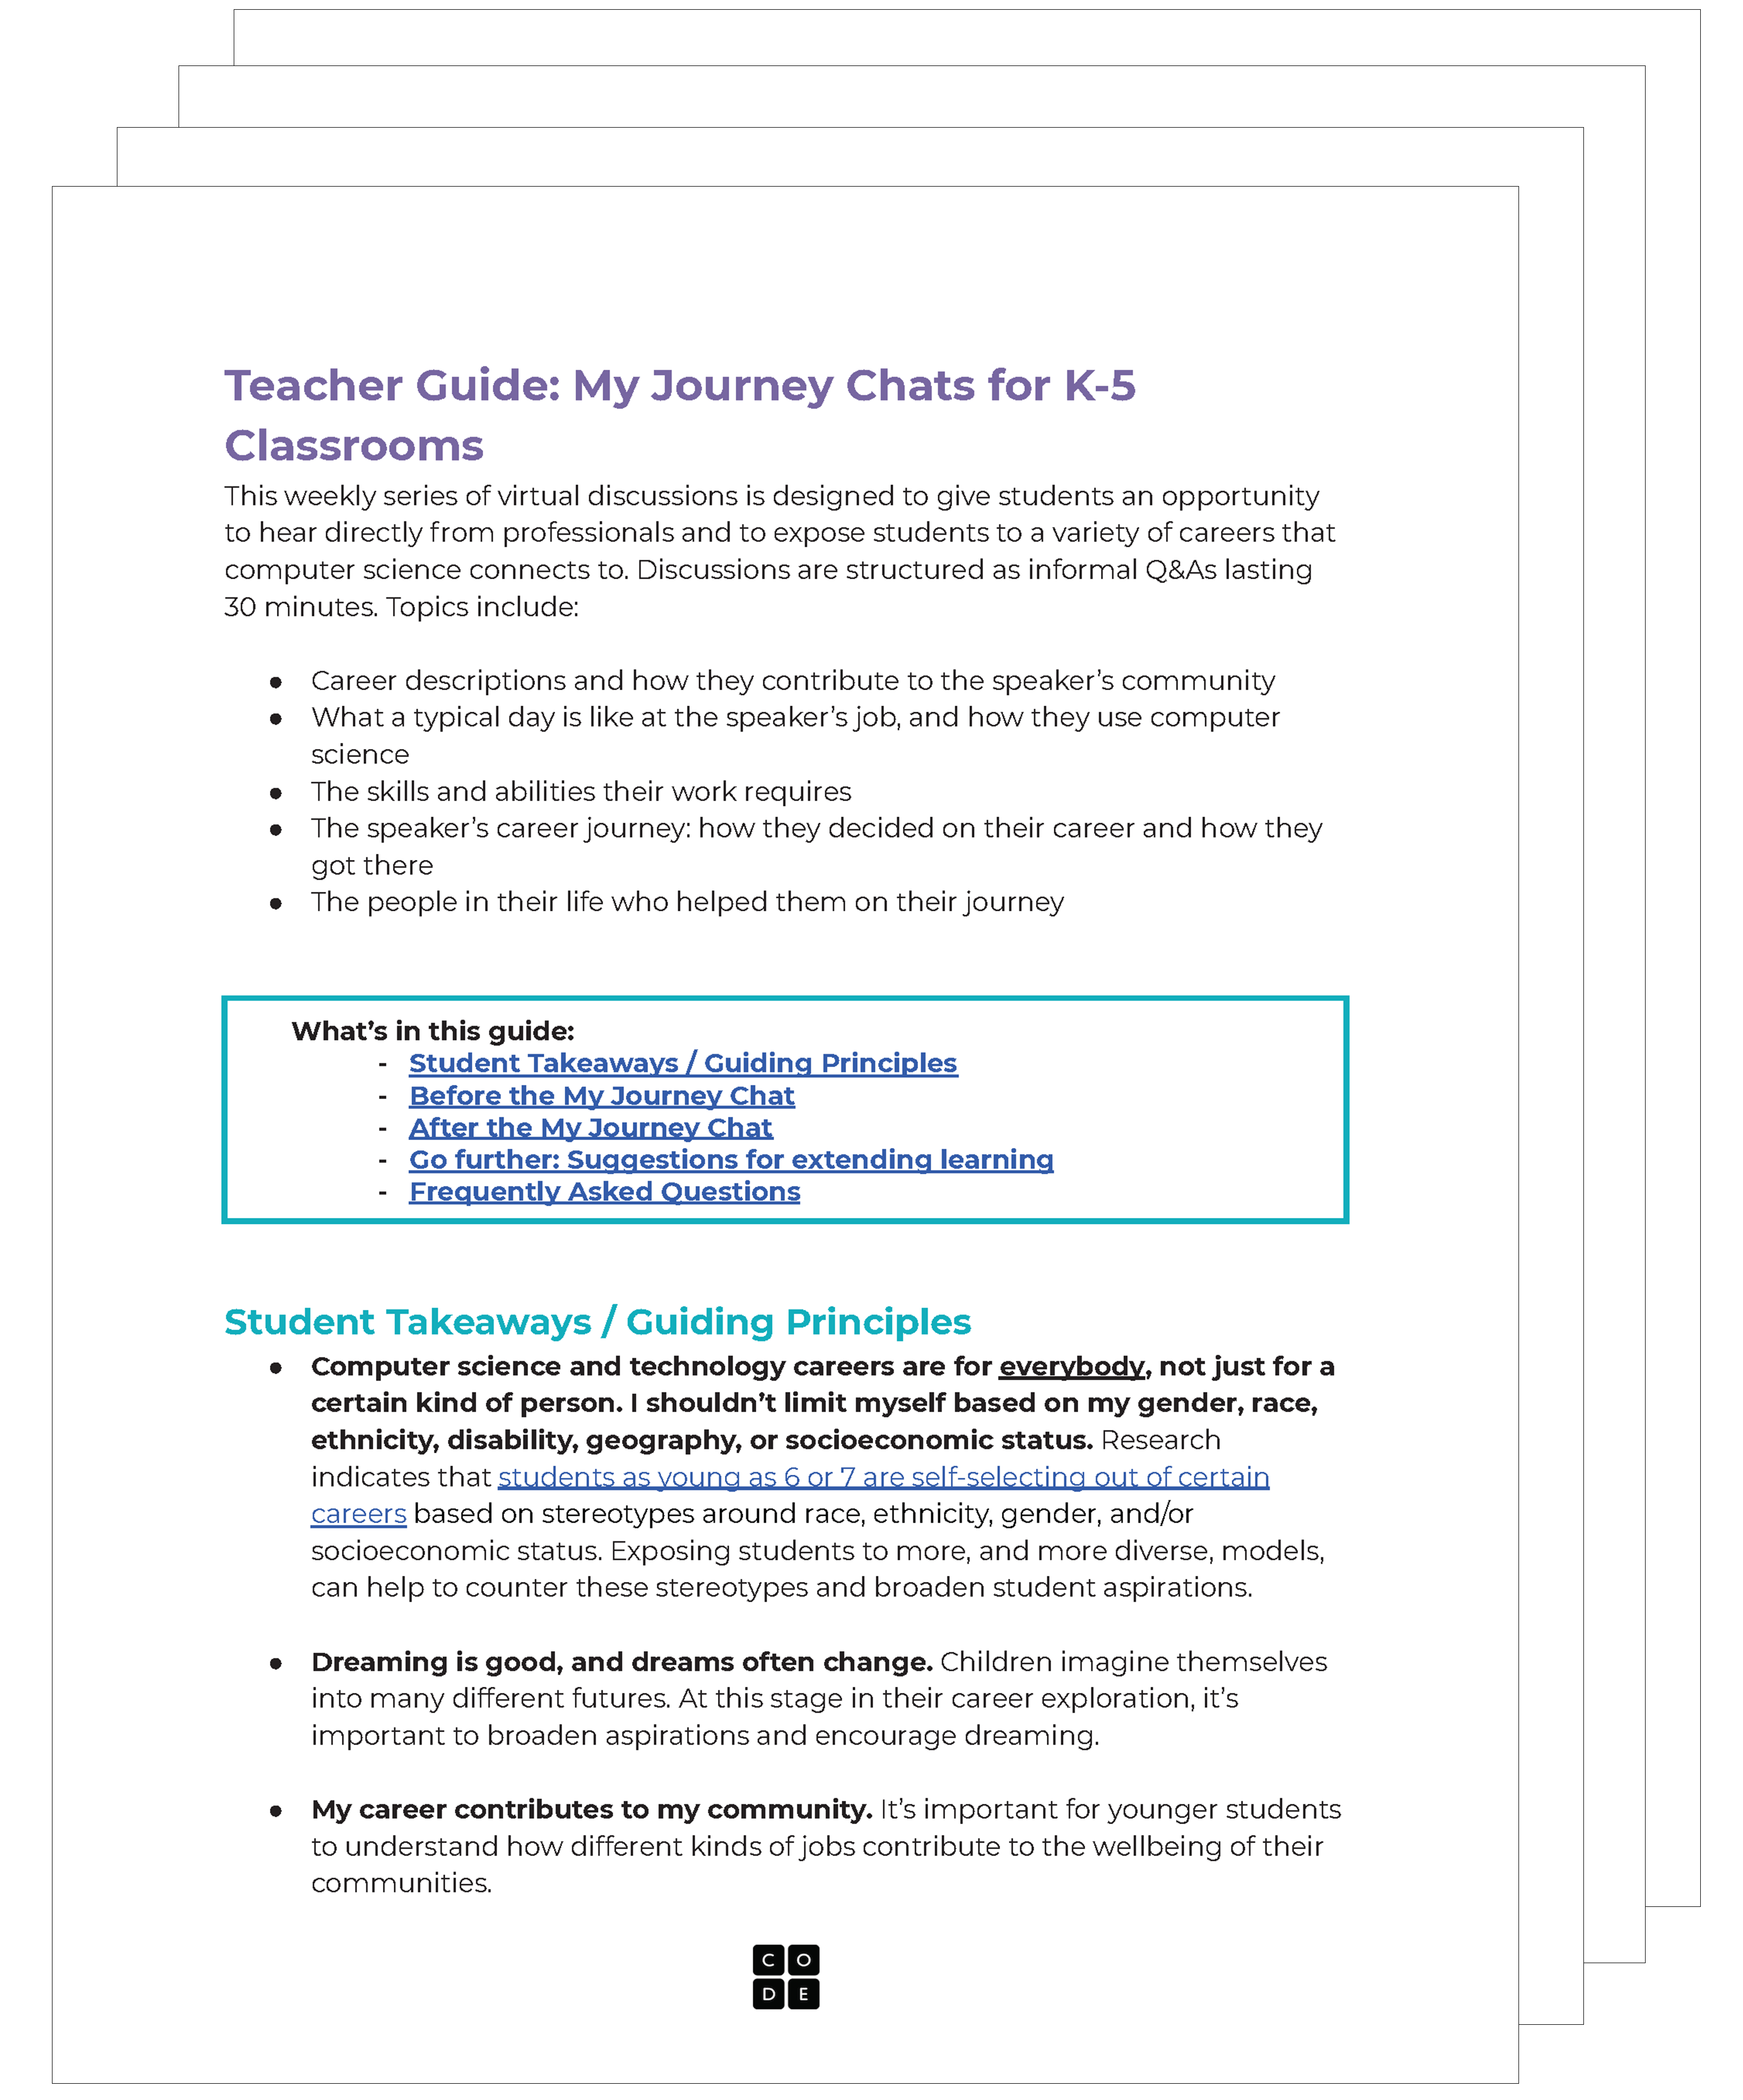 Teacher Guide: My Journey Chats for K-5
Classrooms
This weekly series of virtual discussions is designed to give students an opportunity
to hear directly from professionals and to expose students to a variety of careers that
computer science connects to. Discussions are structured as informal Q&As lasting
30 minutes. Topics include:
● Career descriptions and how they contribute to the speaker’s community
● What a typical day is like at the speaker’s job, and how they use computer
science
● The skills and abilities their work requires
● The speaker’s career journey: how they decided on their career and how they
got there
● The people in their life who helped them on their journey
What’s in this guide:
- Student Takeaways / Guiding Principles
- Before the My Journey Chat
- After the My Journey Chat
- Go further: Suggestions for extending learning
- Frequently Asked Questions
Student Takeaways / Guiding Principles
● Computer science and technology careers are for everybody, not just for a
certain kind of person. I shouldn’t limit myself based on my gender, race,
ethnicity, disability, geography, or socioeconomic status. Research
indicates that students as young as 6 or 7 are self-selecting out of certain
careers based on stereotypes around race, ethnicity, gender, and/or
socioeconomic status. Exposing students to more, and more diverse, models,
can help to counter these stereotypes and broaden student aspirations.
● Dreaming is good, and dreams often change. Children imagine themselves
into many different futures. At this stage in their career exploration, it’s
important to broaden aspirations and encourage dreaming.
● My career contributes to my community. It’s important for younger students
to understand how different kinds of jobs contribute to the wellbeing of their
communities.
C O
D E